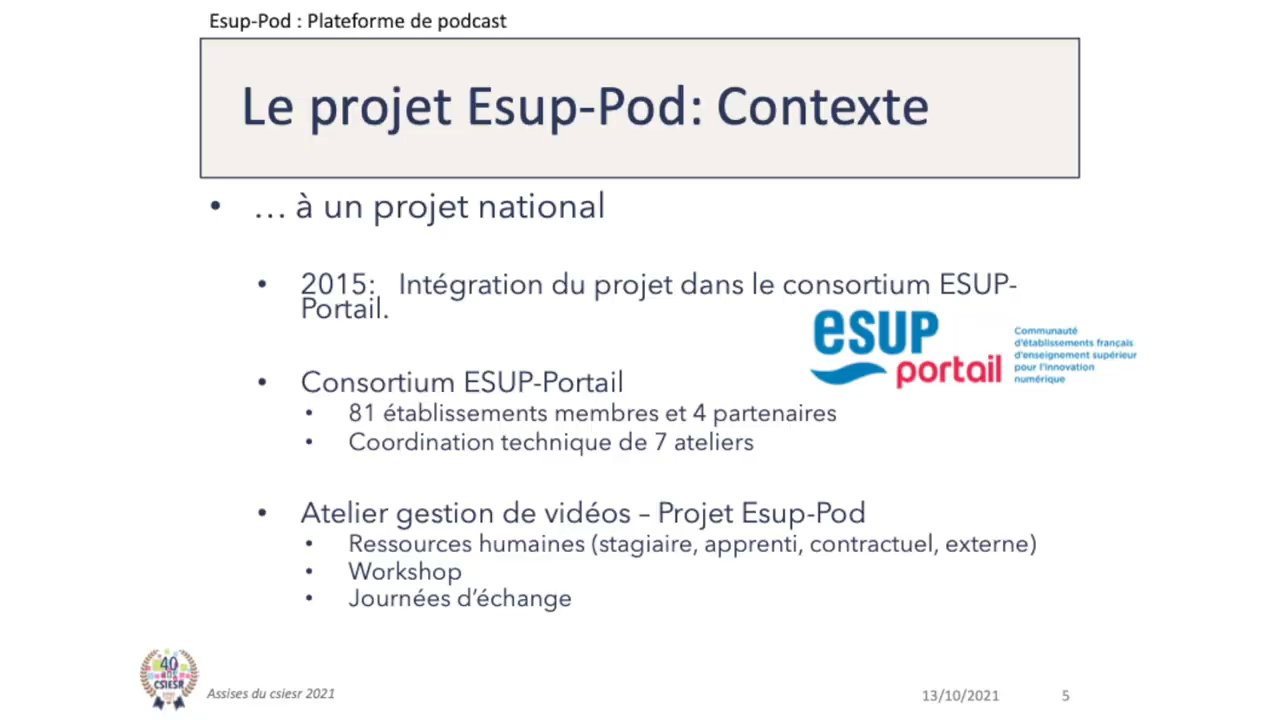 Esup-Pod : Plateforme de podcast
Le projet Esup-Pod: Contexte
• … à un projet national
• 2015: Intégration du projet dans le consortium ESUP-
Portail.
esup
portail
Communauté
d'établissements français
d'enseignement supérieur
pour l'innovation
numérique
• Consortium ESUP-Portail
• 81 établissements membres et 4 partenaires
• Coordination technique de 7 ateliers
• Atelier gestion de vidéos – Projet Esup-Pod
• Ressources humaines (stagiaire, apprenti, contractuel, externe)
• Workshop
• Journées d'échange
40
ans
CSIESR
Assises du csiesr 2021
13/10/2021
5